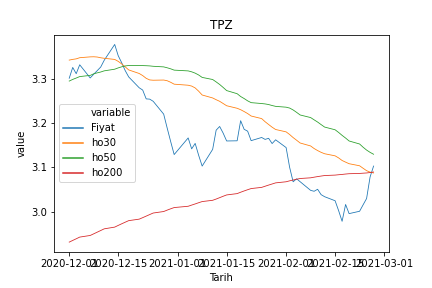 TPZ
value
3.3
3.2
3.1
3.0
variable
Fiyat
ho30
ho50
ho200
2020-12-01
2020-12-15
2021-01-01
2021-01-15
2021-02-01
2021-02-15
2021-03-01
Tarih